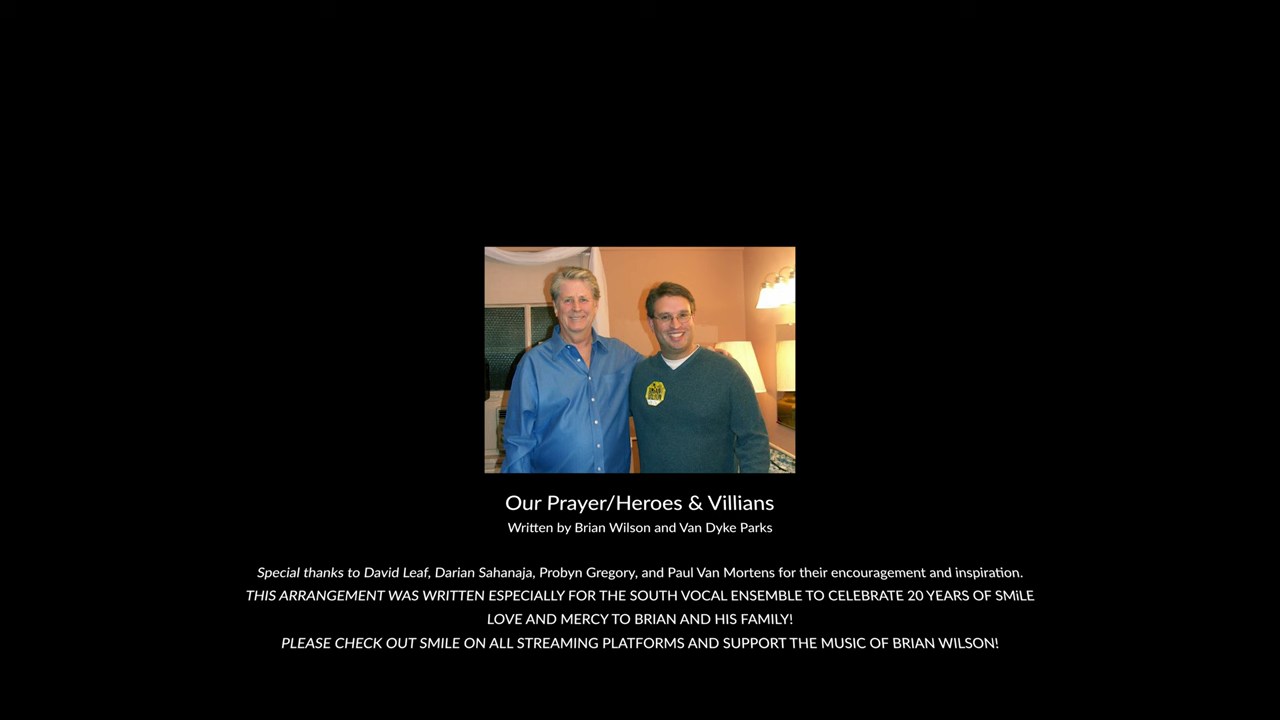 Our Prayer/Heroes & Villians
Written by Brian Wilson and Van Dyke Parks
Special thanks to David Leaf, Darian Sahanaja, Probyn Gregory, and Paul Van Mortens for their encouragement and inspiration.
THIS ARRANGEMENT WAS WRITTEN ESPECIALLY FOR THE SOUTH VOCAL ENSEMBLE TO CELEBRATE 20 YEARS OF SMiLE
LOVE AND MERCY TO BRIAN AND HIS FAMILY!
PLEASE CHECK OUT SMILE ON ALL STREAMING PLATFORMS AND SUPPORT THE MUSIC OF BRIAN WILSON!